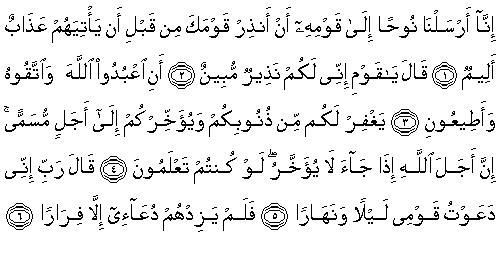 إِنَّآ أَرْسَلْنَا نُوحًا إِلَىٰ قَوْمِهِۦٓ أَنْ أَنذِرْ قَوْمَكَ مِن قَبْلِ أَن يَأْتِيَهُمْ عَذَابٌ
أَلِيمٌ ۝١ قَالَ يَـٰقَوْمِ إِنِّى لَكُمْ نَذِيرٌ مُّبِينٌ ۝٢ أَنِ ٱعْبُدُوا۟ ٱللَّهَ وَٱتَّقُوهُ
وَأَطِيعُونِ ۝٣ يَغْفِرْ لَكُم مِّن ذُنُوبِكُمْ وَيُؤَخِّرْكُمْ إِلَىٰٓ أَجَلٍ مُّسَمًّى ۚ
إِنَّ أَجَلَ ٱللَّـهِ إِذَا جَآءَ لَا يُؤَخَّرُ ۖ لَوْ كُنتُمْ تَعْلَمُونَ ۝٤ قَالَ رَبِّ إِنِّى
دَعَوْتُ قَوْمِى لَيْلًا وَنَهَارًا ۝٥ فَلَمْ يَزِدْهُمْ دُعَآءِىٓ إِلَّا فِرَارًا ۝٦